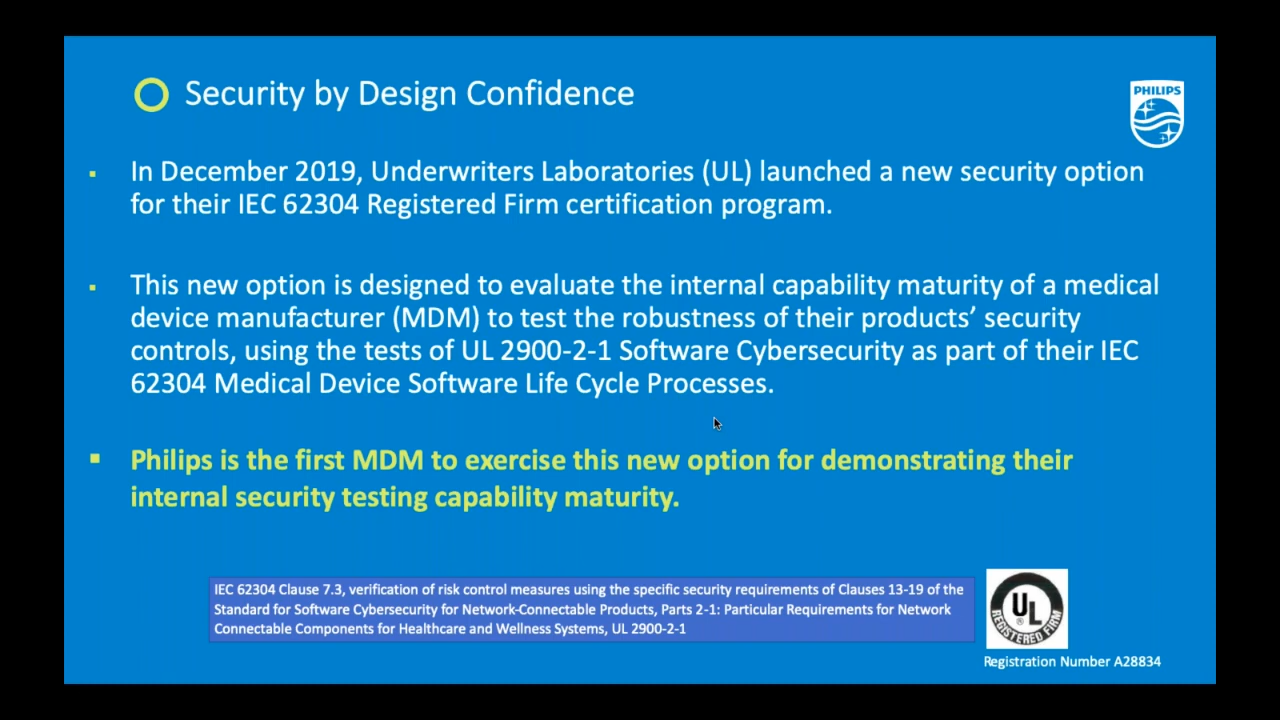 Security by Design Confidence
PHILIPS
In December 2019, Underwriters Laboratories (UL) launched a new security option
for their IEC 62304 Registered Firm certification program.
This new option is designed to evaluate the internal capability maturity of a medical
device manufacturer (MDM) to test the robustness of their products’ security
controls, using the tests of UL 2900-2-1 Software Cybersecurity as part of their IEC
62304 Medical Device Software Life Cycle Processes.
Philips is the first MDM to exercise this new option for demonstrating their
internal security testing capability maturity.
IEC 62304 Clause 7.3, verification of risk control measures using the specific security requirements of Clauses 13-19 of the
Standard for Software Cybersecurity for Network-Connectable Products, Parts 2-1: Particular Requirements for Network
Connectable Components for Healthcare and Wellness Systems, UL 2900-2-1
UL ®
REGISTERED FIRM
Registration Number A28834